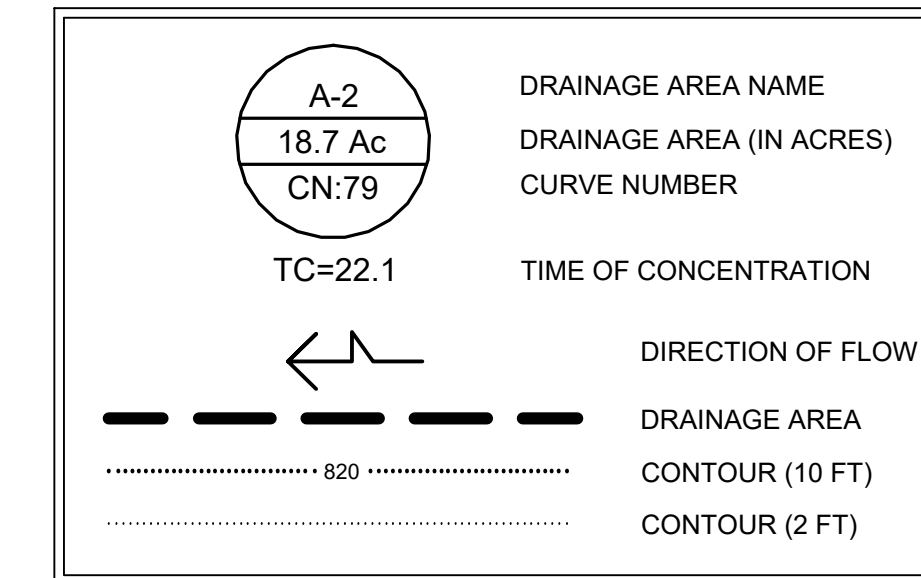 A-2 DRAINAGE AREA NAME
18.7 Ac DRAINAGE AREA (IN ACRES)
CN:79 CURVE NUMBER
TC=22.1 TIME OF CONCENTRATION
DIRECTION OF FLOW
DRAINAGE AREA
820 CONTOUR (10 FT)
CONTOUR (2 FT)